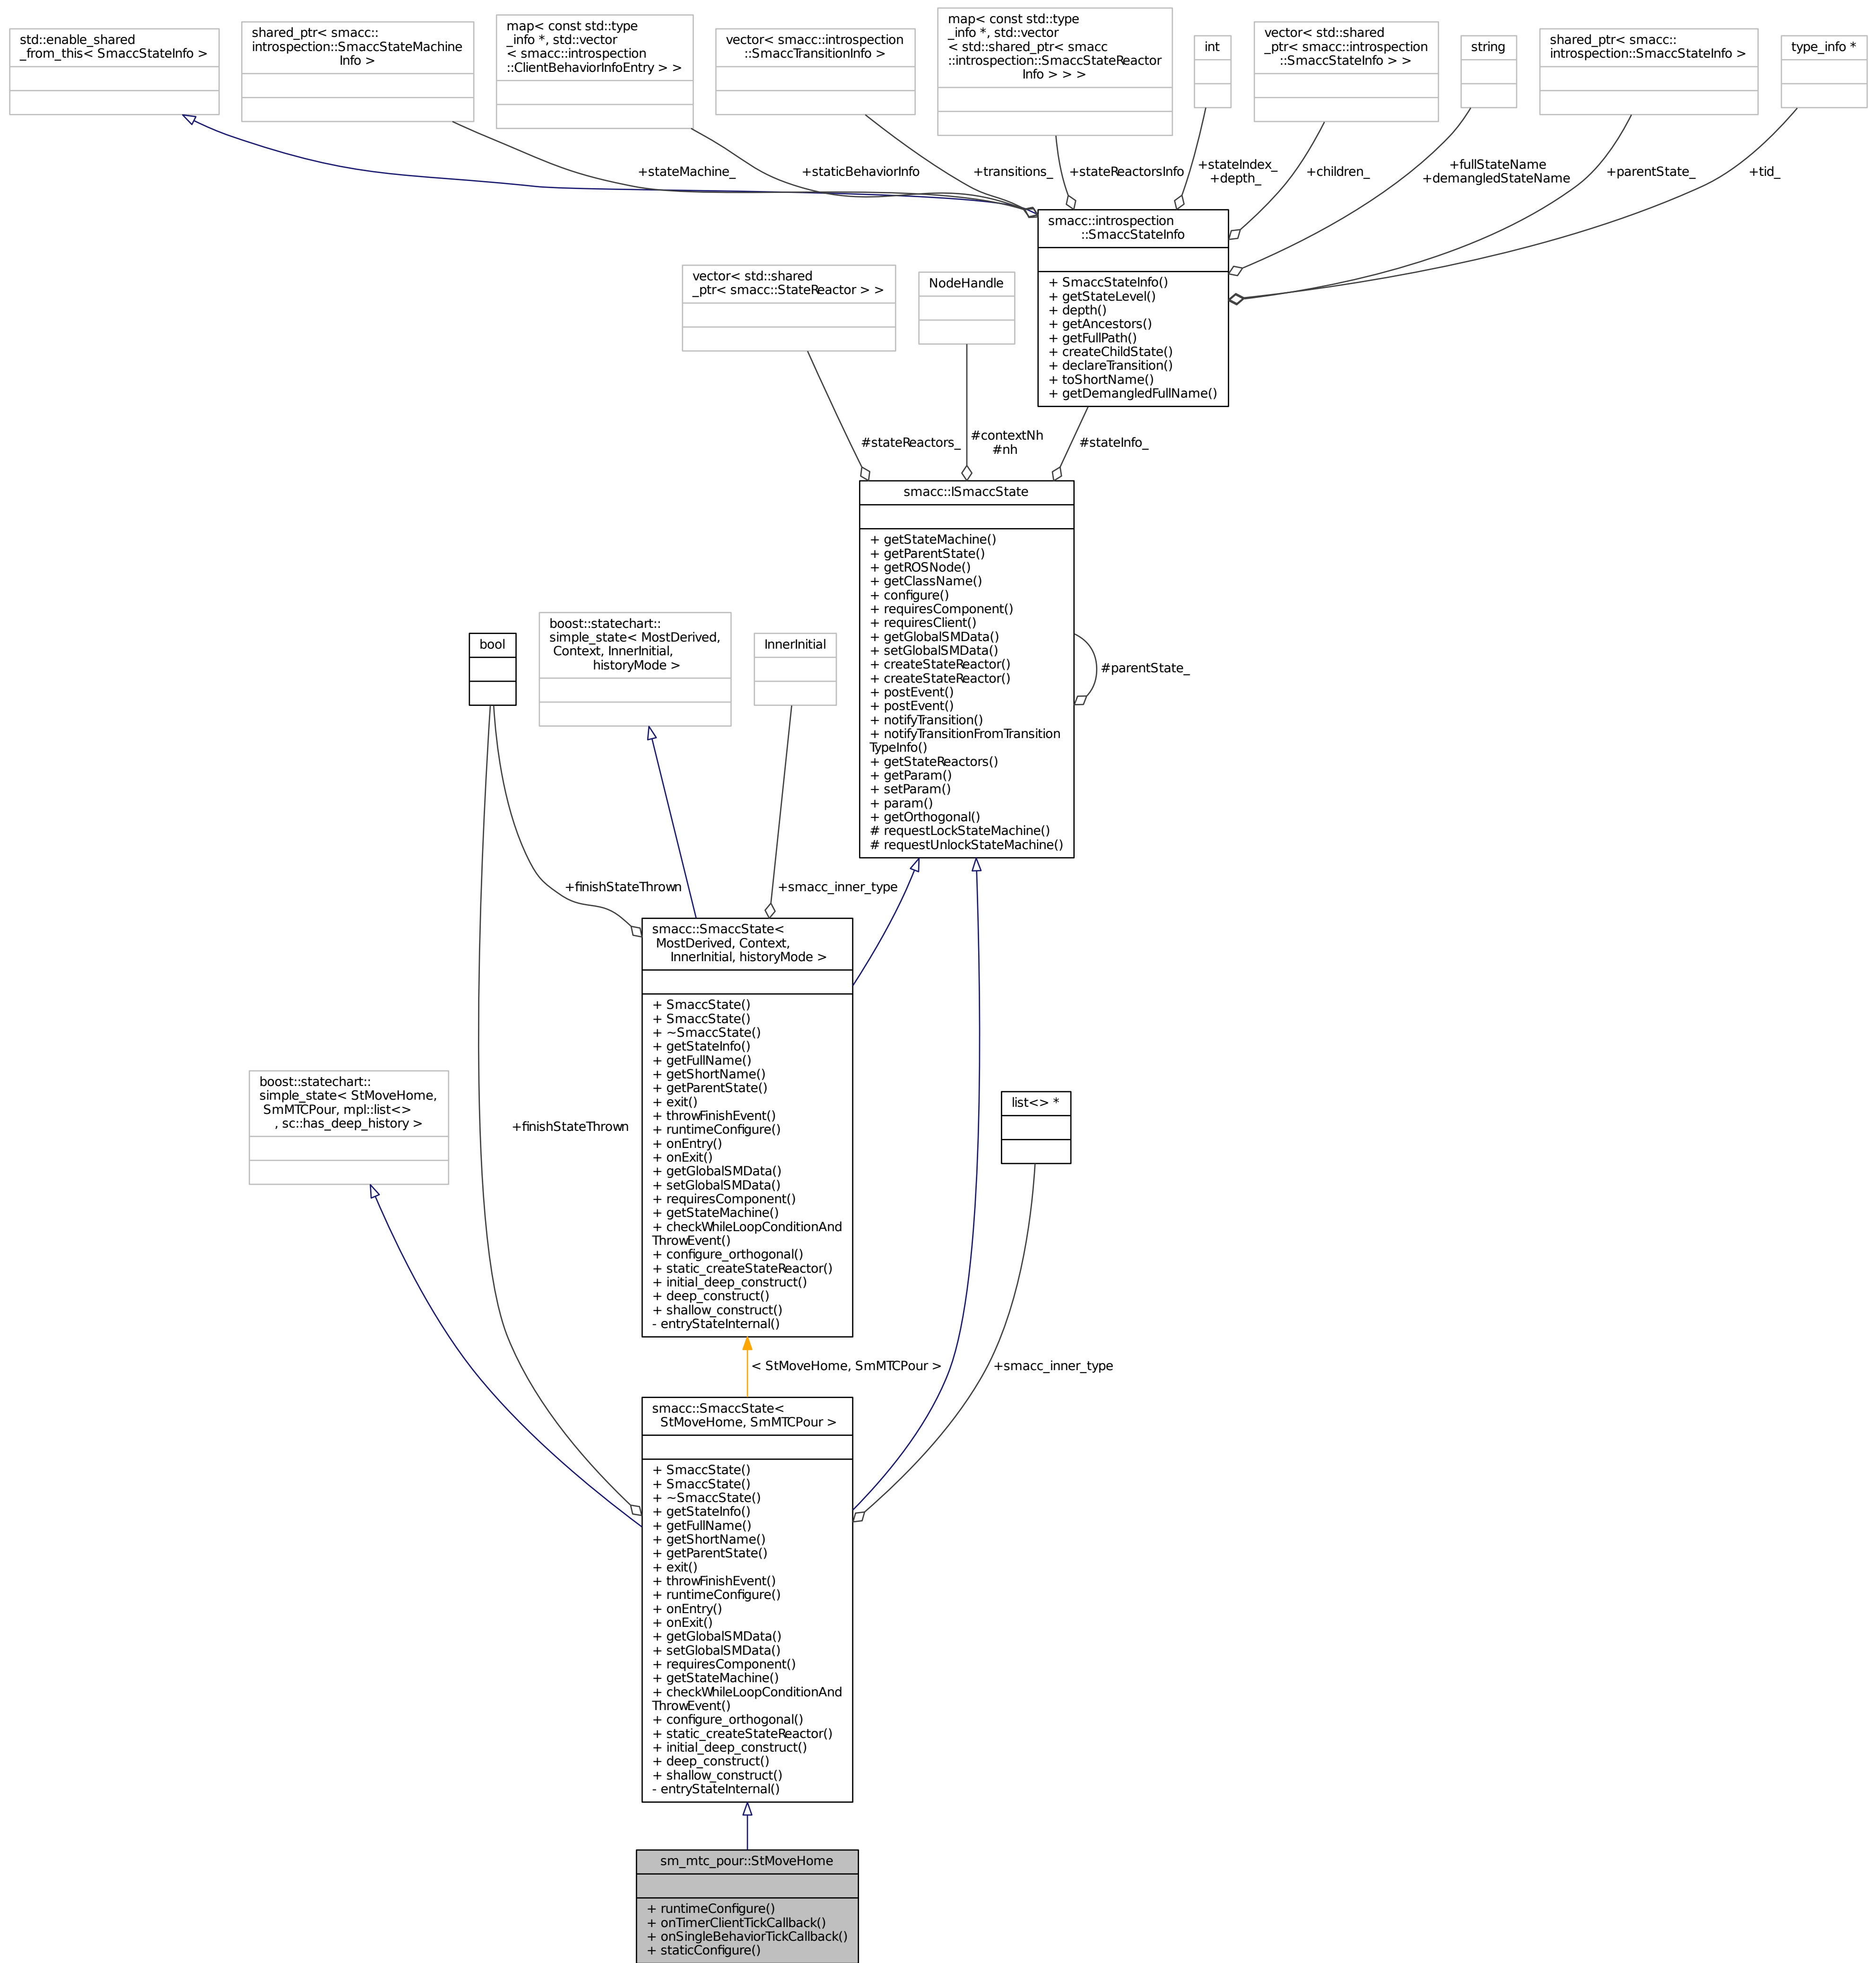 std::enable_shared
_from_this< SmaccStateInfo >
shared_ptr< smacc::
introspection::SmaccStateMachine
Info >
map< const std::type
_info *, std::vector
< smacc::introspection
::ClientBehaviorInfoEntry > >
vector< smacc::introspection
::SmaccTransitionInfo >
map< const std::type
_info *, std::vector
< std::shared_ptr< smacc
::introspection::SmaccStateReactor
Info > > >
int
vector< std::shared
_ptr< smacc::introspection
::SmaccStateInfo > >
string
shared_ptr< smacc::
introspection::SmaccStateInfo >
type_info *
+stateMachine_
+staticBehaviorInfo
+transitions_
+stateReactorsInfo
+stateIndex_
+depth_
+children_
+fullStateName
+demangledStateName
+parentState_
+tid_
smacc::introspection
::SmaccStateInfo
+ SmaccStateInfo()
+ getStateLevel()
+ depth()
+ getAncestors()
+ getFullPath()
+ createChildState()
+ declareTransition()
+ toShortName()
+ getDemangledFullName()
vector< std::shared
_ptr< smacc::StateReactor > >
NodeHandle
#stateReactors_
#contextNh
#nh
#stateInfo_
smacc::ISmaccState
+ getStateMachine()
+ getParentState()
+ getROSNode()
+ getClassName()
+ configure()
+ requiresComponent()
+ requiresClient()
+ getGlobalSMData()
+ setGlobalSMData()
+ createStateReactor()
+ createStateReactor()
+ postEvent()
+ postEvent()
+ notifyTransition()
+ notifyTransitionFromTransition
TypeInfo()
+ getStateReactors()
+ getParam()
+ setParam()
+ param()
+ getOrthogonal()
# requestLockStateMachine()
# requestUnlockStateMachine()
#parentState_
bool
boost::statechart::
simple_state< MostDerived,
Context, InnerInitial,
historyMode >
InnerInitial
+finishStateThrown
+smacc_inner_type
smacc::SmaccState<
MostDerived, Context,
InnerInitial, historyMode >
+ SmaccState()
+ SmaccState()
+ ~SmaccState()
+ getStateInfo()
+ getFullName()
+ getShortName()
+ getParentState()
+ exit()
+ throwFinishEvent()
+ runtimeConfigure()
+ onEntry()
+ onExit()
+ getGlobalSMData()
+ setGlobalSMData()
+ requiresComponent()
+ getStateMachine()
+ checkWhileLoopConditionAnd
ThrowEvent()
+ configure_orthogonal()
+ static_createStateReactor()
+ initial_deep_construct()
+ deep_construct()
+ shallow_construct()
- entryStateInternal()
boost::statechart::
simple_state< StMoveHome,
SmMTCPour, mpl::list<>
, sc::has_deep_history >
+finishStateThrown
list<> *
< StMoveHome, SmMTCPour >
+smacc_inner_type
smacc::SmaccState<
StMoveHome, SmMTCPour >
+ SmaccState()
+ SmaccState()
+ ~SmaccState()
+ getStateInfo()
+ getFullName()
+ getShortName()
+ getParentState()
+ exit()
+ throwFinishEvent()
+ runtimeConfigure()
+ onEntry()
+ onExit()
+ getGlobalSMData()
+ setGlobalSMData()
+ requiresComponent()
+ getStateMachine()
+ checkWhileLoopConditionAnd
ThrowEvent()
+ configure_orthogonal()
+ static_createStateReactor()
+ initial_deep_construct()
+ deep_construct()
+ shallow_construct()
- entryStateInternal()
sm_mtc_pour::StMoveHome
+ runtimeConfigure()
+ onTimerClientTickCallback()
+ onSingleBehaviorTickCallback()
+ staticConfigure()